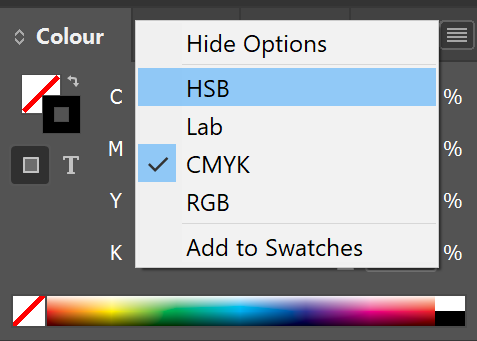 Colour
Hide Options
HSB
Lab
CMYK
RGB
Add to Swatches
C %
M %
Y %
K %
T